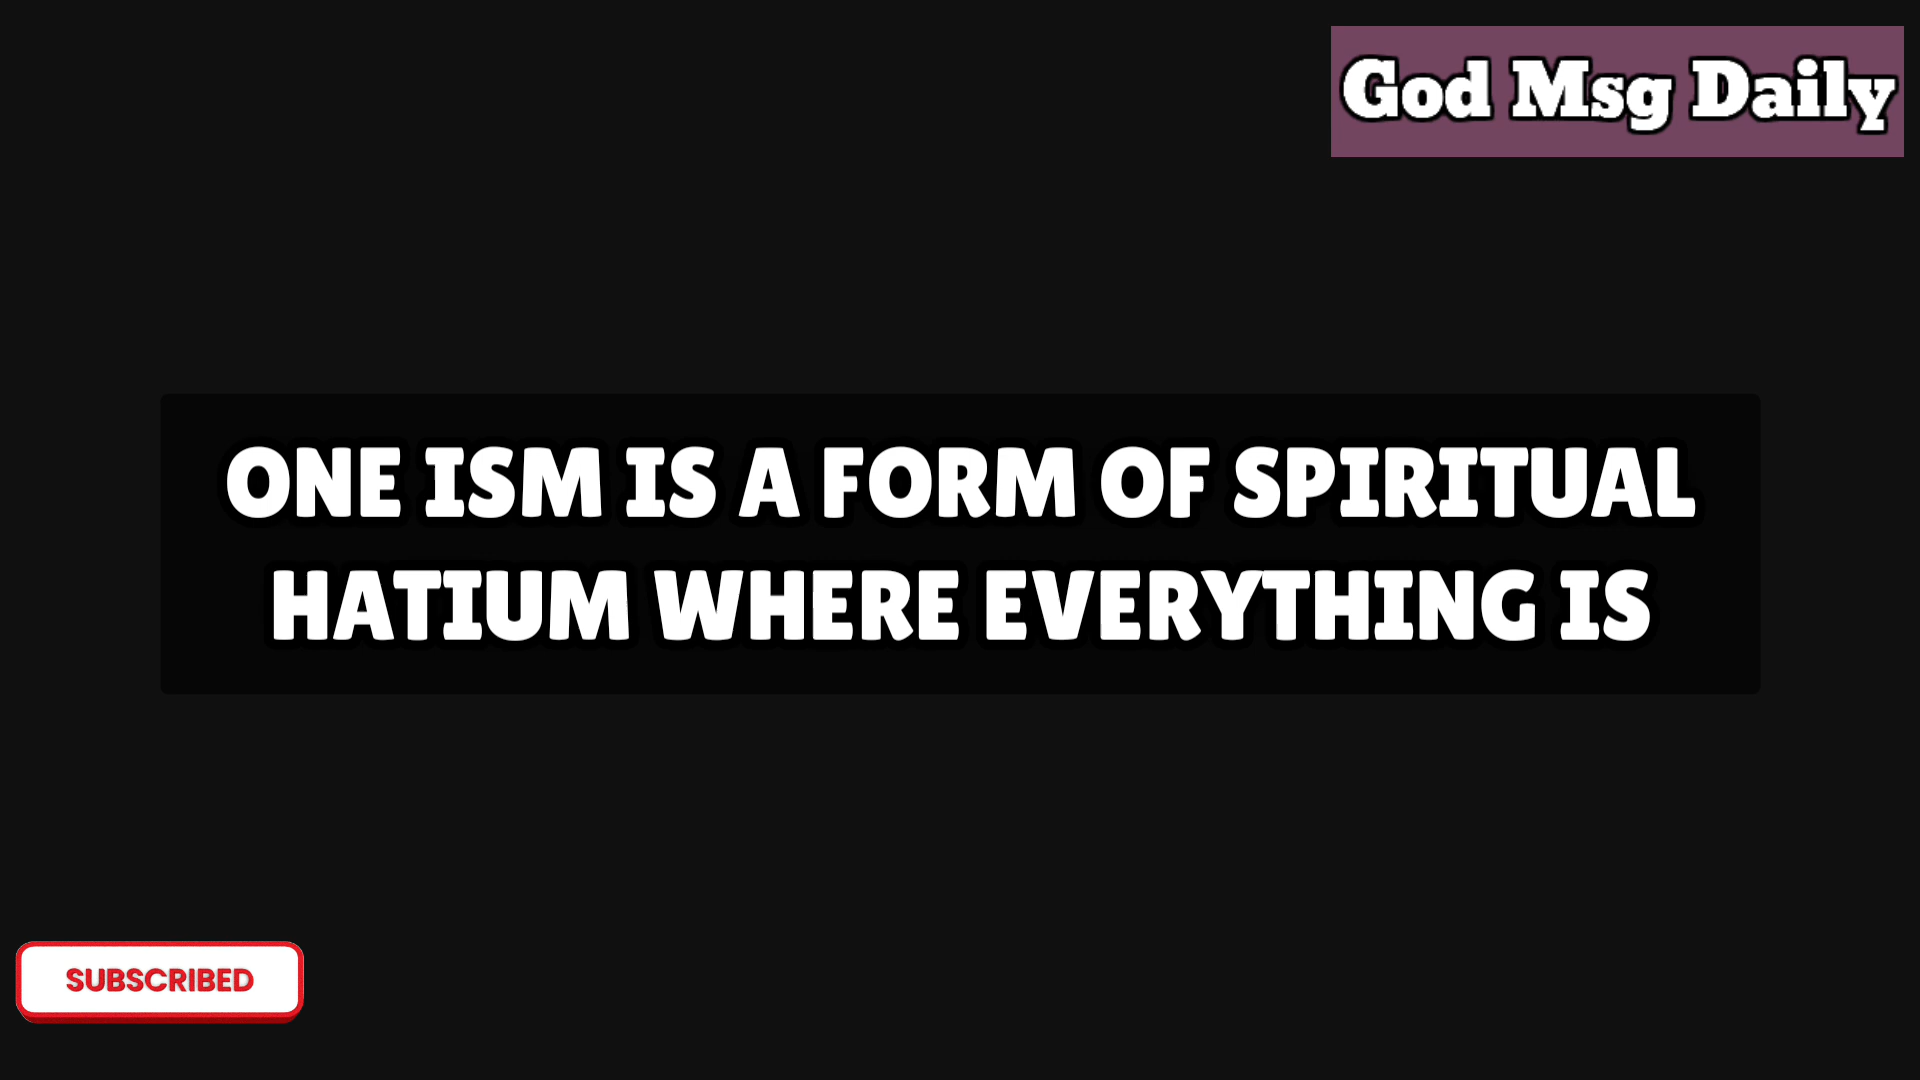 God Msg Daily
ONE ISM IS A FORM OF SPIRITUAL
HATIUM WHERE EVERYTHING IS
SUBSCRIBED